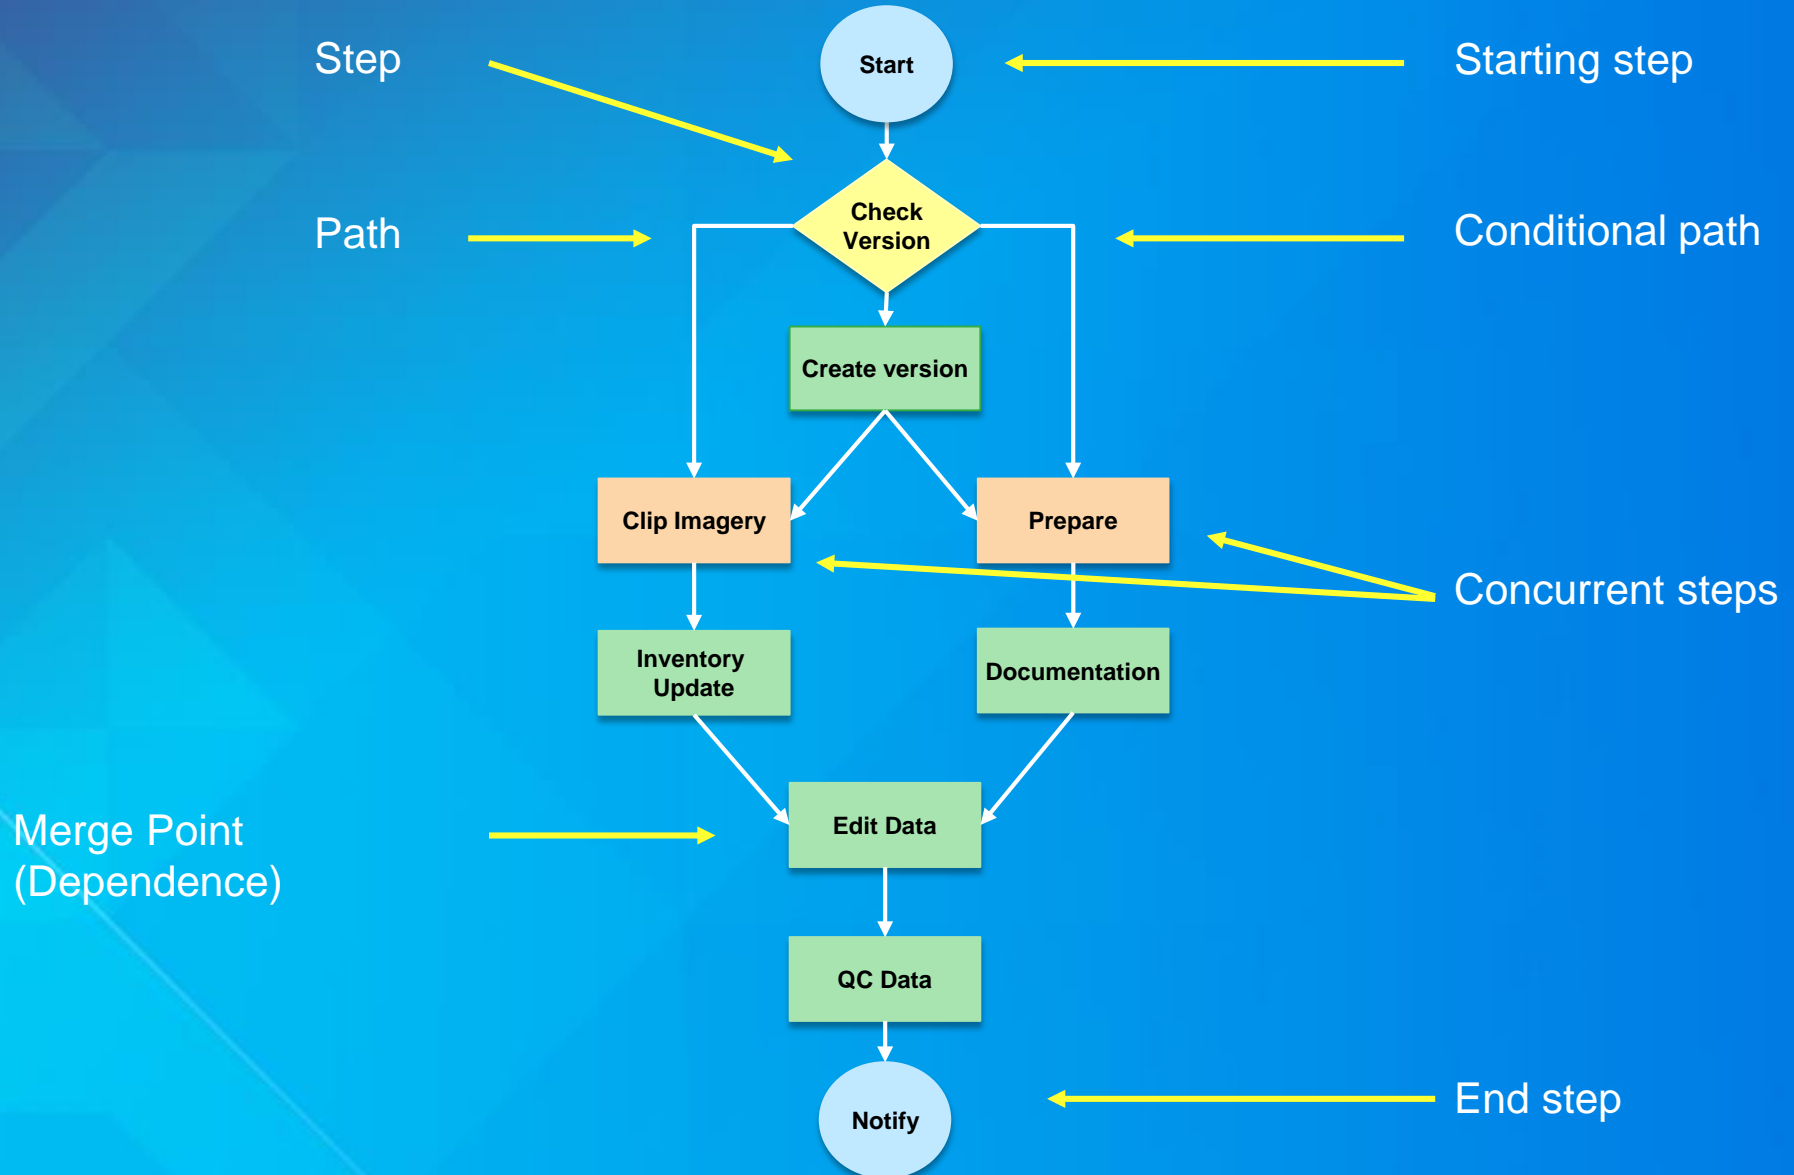 Step
Start
Starting step
Path
Check
Version
Conditional path
Create version
Clip Imagery
Prepare
Concurrent steps
Inventory
Update
Documentation
Merge Point
(Dependence)
Edit Data
QC Data
Notify
End step